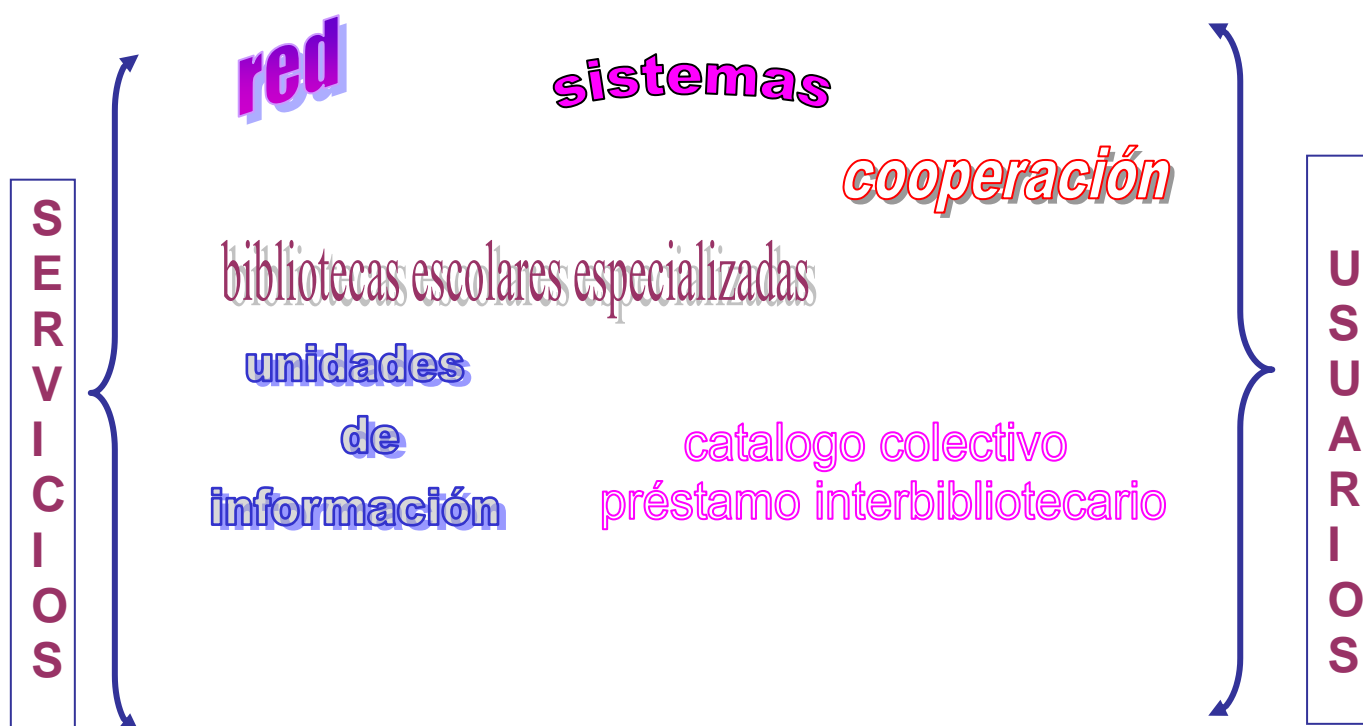 red
sistemas
cooperación
SERVICIOS
bibliotecas escolares especializadas
unidades
de
información
catalogo colectivo
préstamo interbibliotecario
USUARIOS